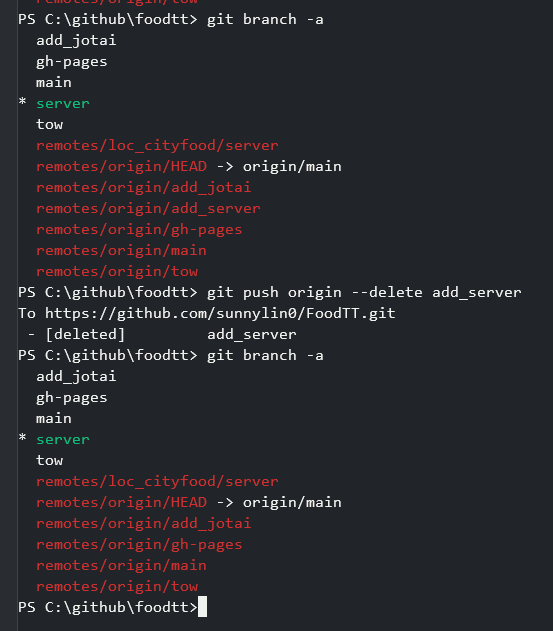 remotes/origin/tow
PS C:\github\foodtt> git branch -a
  add_jotai
  gh-pages
  main
* server
  tow
  remotes/loc_cityfood/server
  remotes/origin/HEAD -> origin/main
  remotes/origin/add_jotai
  remotes/origin/add_server
  remotes/origin/gh-pages
  remotes/origin/main
  remotes/origin/tow
PS C:\github\foodtt> git push origin --delete add_server
To https://github.com/sunnylin0/FoodTT.git
 - [deleted]         add_server
PS C:\github\foodtt> git branch -a
  add_jotai
  gh-pages
  main
* server
  tow
  remotes/loc_cityfood/server
  remotes/origin/HEAD -> origin/main
  remotes/origin/add_jotai
  remotes/origin/gh-pages
  remotes/origin/main
  remotes/origin/tow
PS C:\github\foodtt>